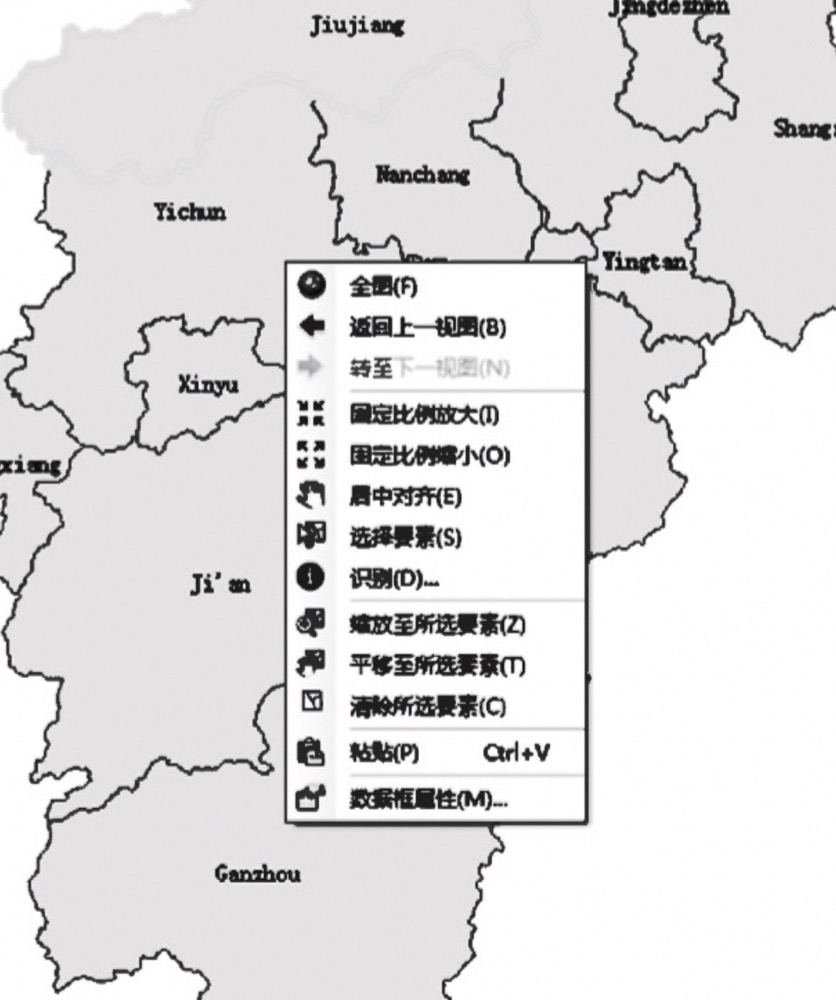 Jiujiang
Jingdezhen
Shang
Nanchang
Yichun
Yingtan
Xinyu
xiang
Ji'an
Ganzhou
全图(F)
返回上一视图(B)
转至下一视图(N)
固定比例放大(I)
固定比例缩小(O)
居中对齐(E)
选择要素(S)
识别(D)...
缩放至所选要素(Z)
平移至所选要素(T)
清除所选要素(C)
粘贴(P) Ctrl+V
数据框属性(M)...